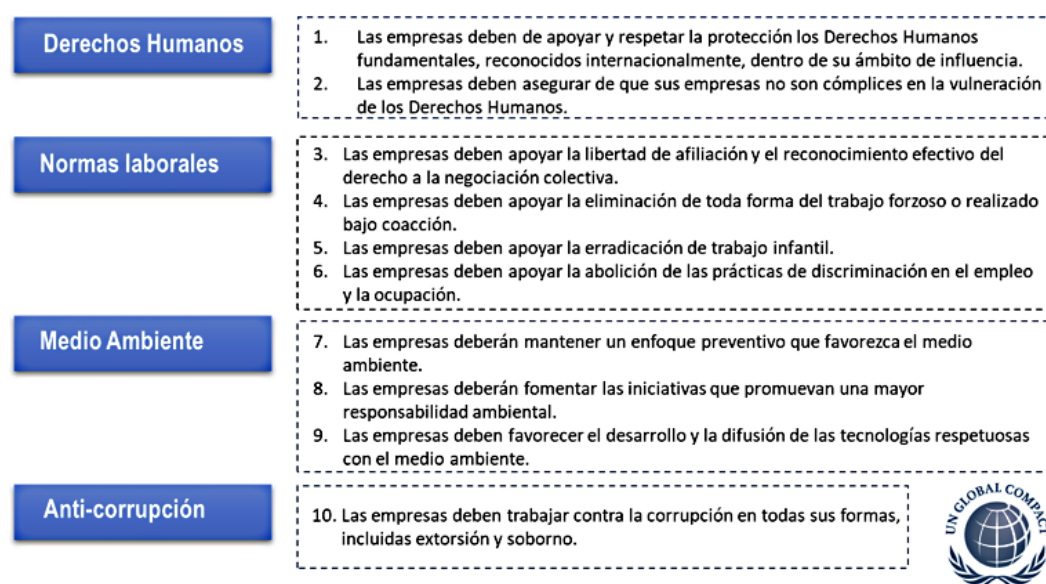 Derechos Humanos
1. Las empresas deben de apoyar y respetar la protección los Derechos Humanos
fundamentales, reconocidos internacionalmente, dentro de su ámbito de influencia.
2. Las empresas deben asegurar de que sus empresas no son cómplices en la vulneración
de los Derechos Humanos.
Normas laborales
3. Las empresas deben apoyar la libertad de afiliación y el reconocimiento efectivo del
derecho a la negociación colectiva.
4. Las empresas deben apoyar la eliminación de toda forma del trabajo forzoso o realizado
bajo coacción.
5. Las empresas deben apoyar la erradicación de trabajo infantil.
6. Las empresas deben apoyar la abolición de las prácticas de discriminación en el empleo
y la ocupación.
Medio Ambiente
7. Las empresas deberán mantener un enfoque preventivo que favorezca el medio
ambiente.
8. Las empresas deberán fomentar las iniciativas que promuevan una mayor
responsabilidad ambiental.
9. Las empresas deben favorecer el desarrollo y la difusión de las tecnologías respetuosas
con el medio ambiente.
Anti-corrupción
10. Las empresas deben trabajar contra la corrupción en todas sus formas,
incluidas extorsión y soborno.
UN GLOBAL COMPACT